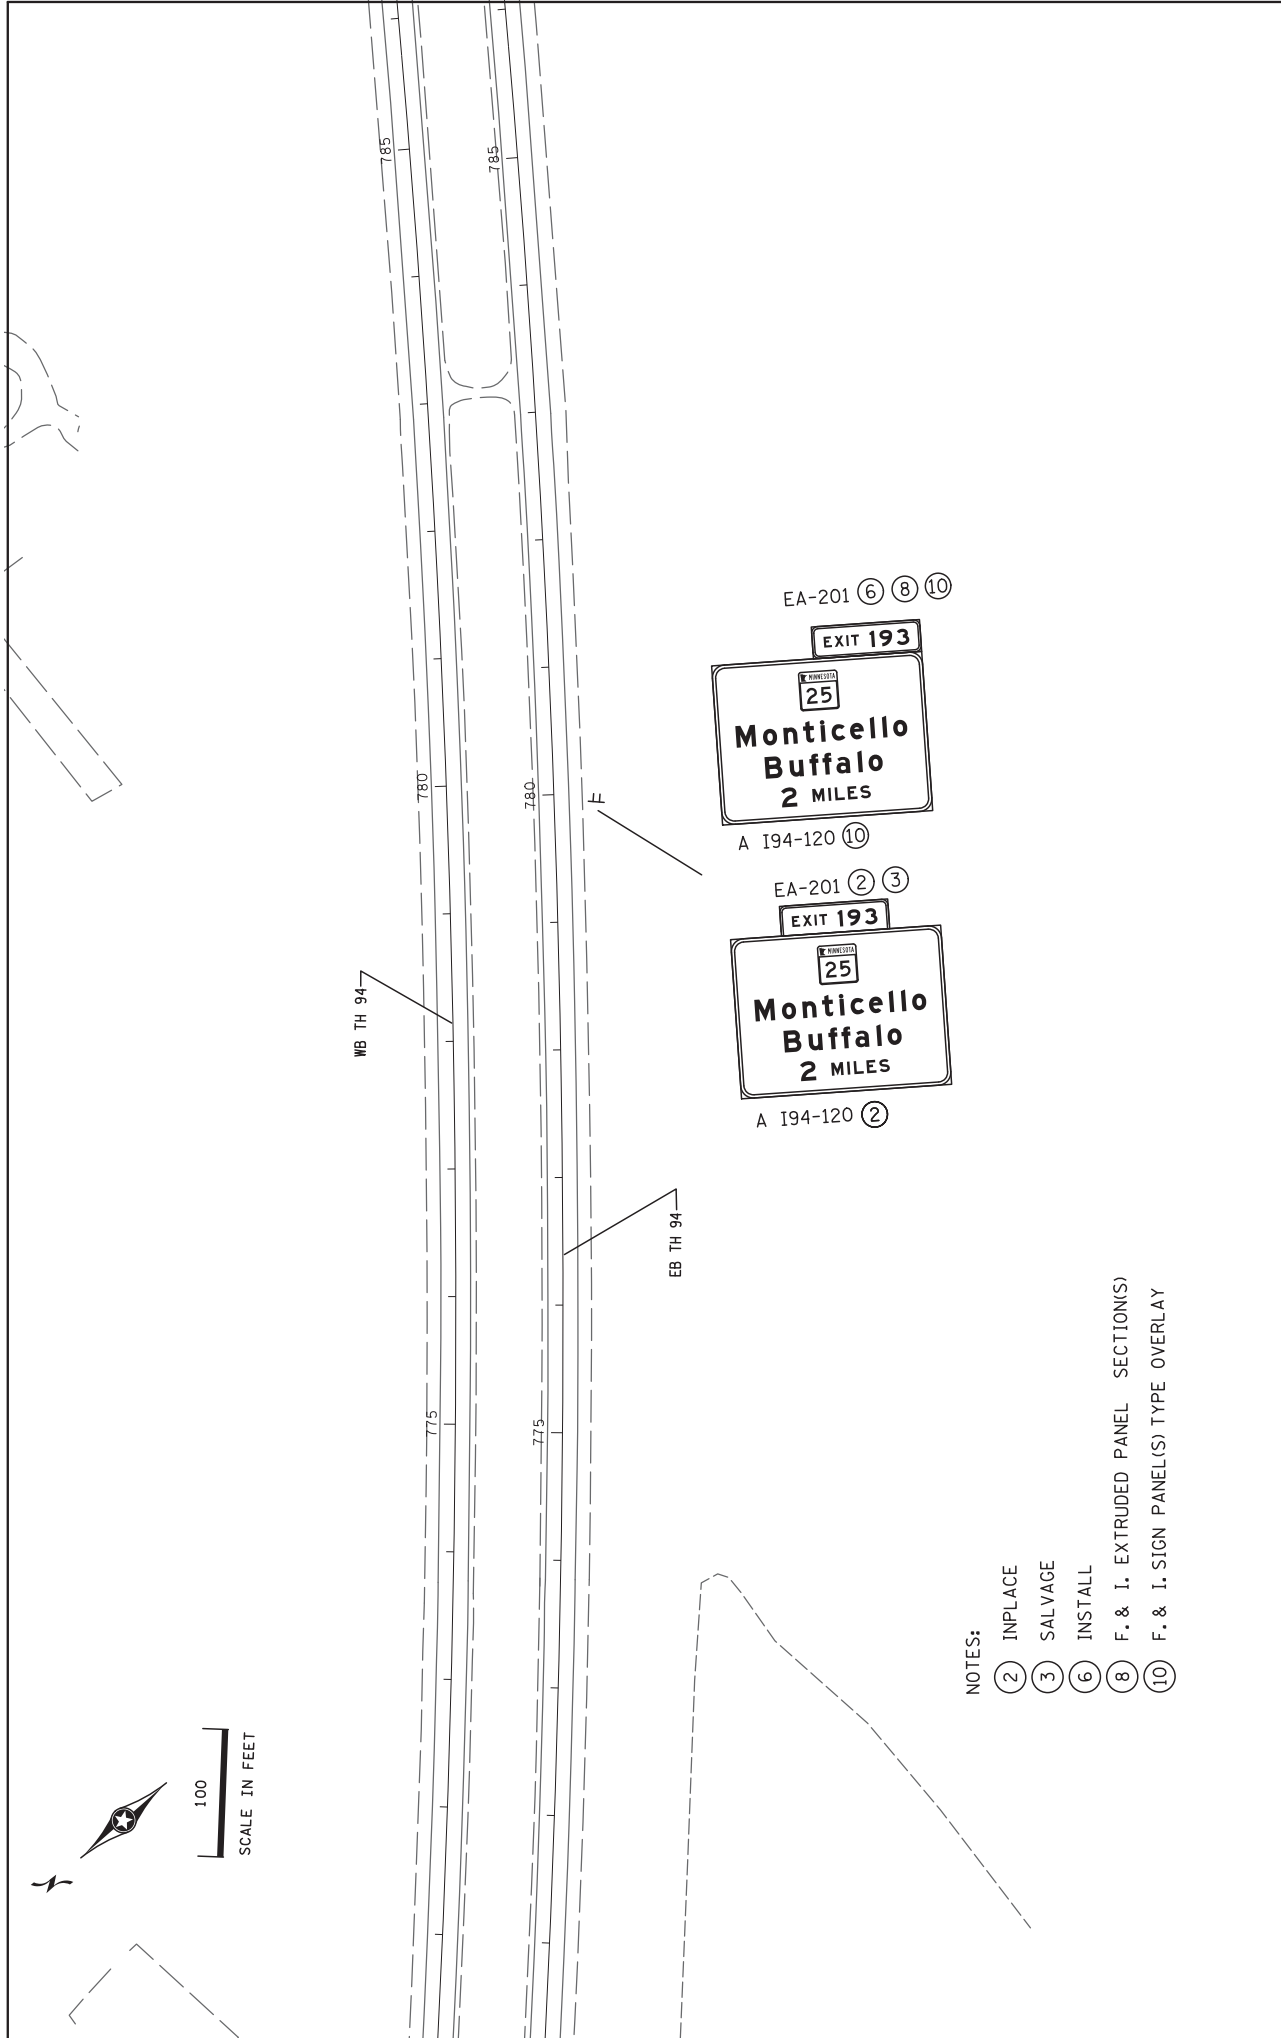 785
785
EA-201 6 8 10
EXIT 193
MINNESOTA
25
Monticello
Buffalo
2 MILES
A I94-120 10
780
780
EA-201 2 3
EXIT 193
MINNESOTA
25
Monticello
Buffalo
2 MILES
A I94-120 2
WB TH 94
EB TH 94
775
775
NOTES:
2 INPLACE
3 SALVAGE
6 INSTALL
8 F. & I. EXTRUDED PANEL SECTION(S)
10 F. & I. SIGN PANEL(S) TYPE OVERLAY
100
SCALE IN FEET
N